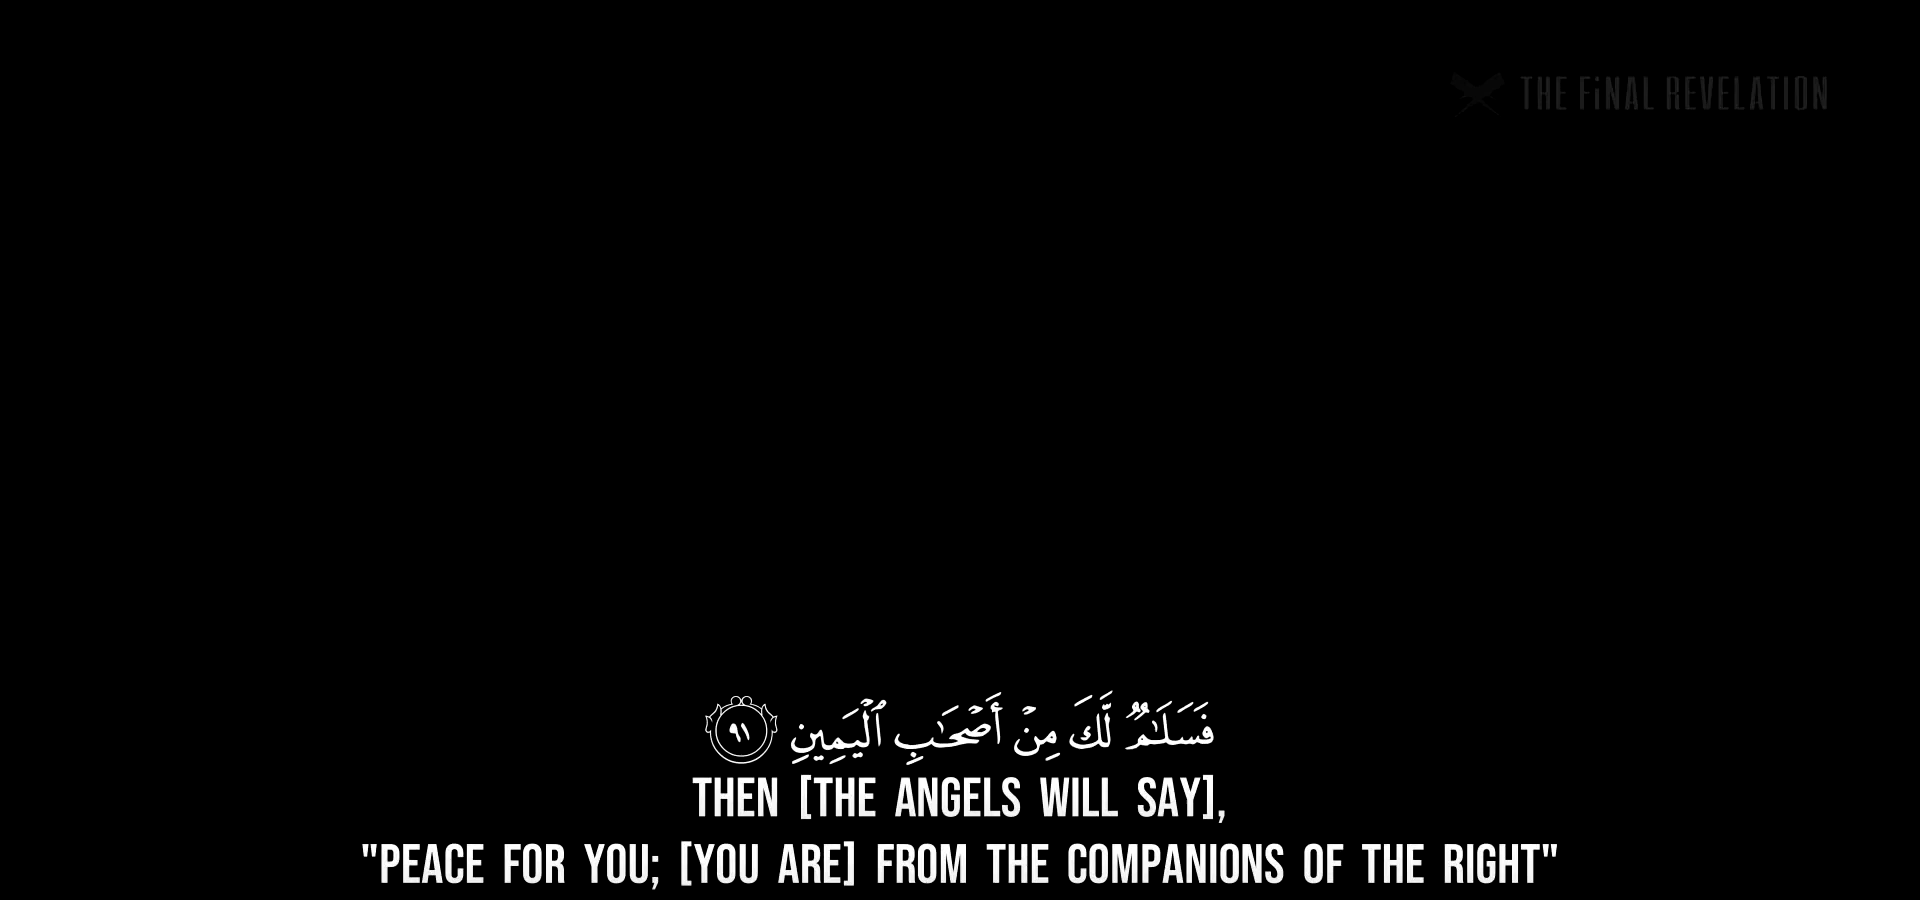 THE FiNAL REVELATION
فَسَلَـٰمٌ لَّكَ مِنْ أَصْحَـٰبِ ٱلْيَمِينِ ٩١
THEN [THE ANGELS WILL SAY],
"PEACE FOR YOU; [YOU ARE] FROM THE COMPANIONS OF THE RIGHT"